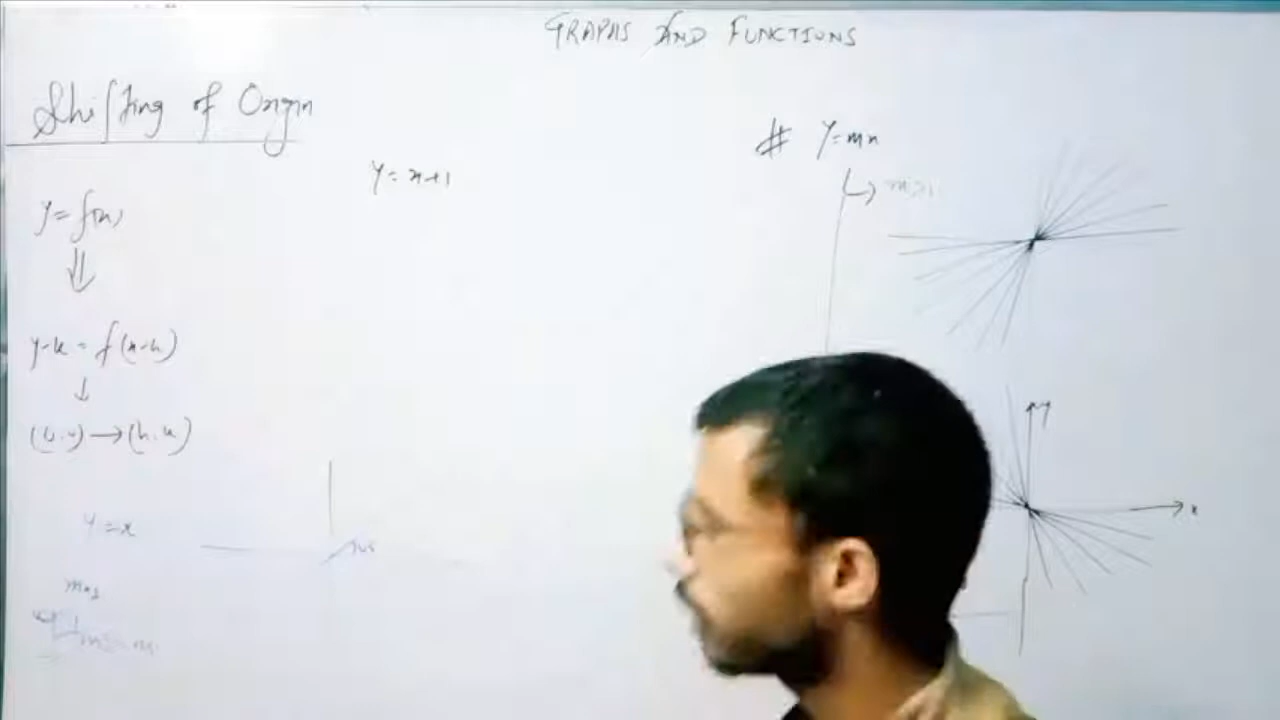 GRAPHS AND FUNCTIONS
Shifting of Origin
y = f(x)
⇓
y-k = f(x-h)
↓
(0,0) → (h,k)
y = x
y = x+1
# y = mx
y
x